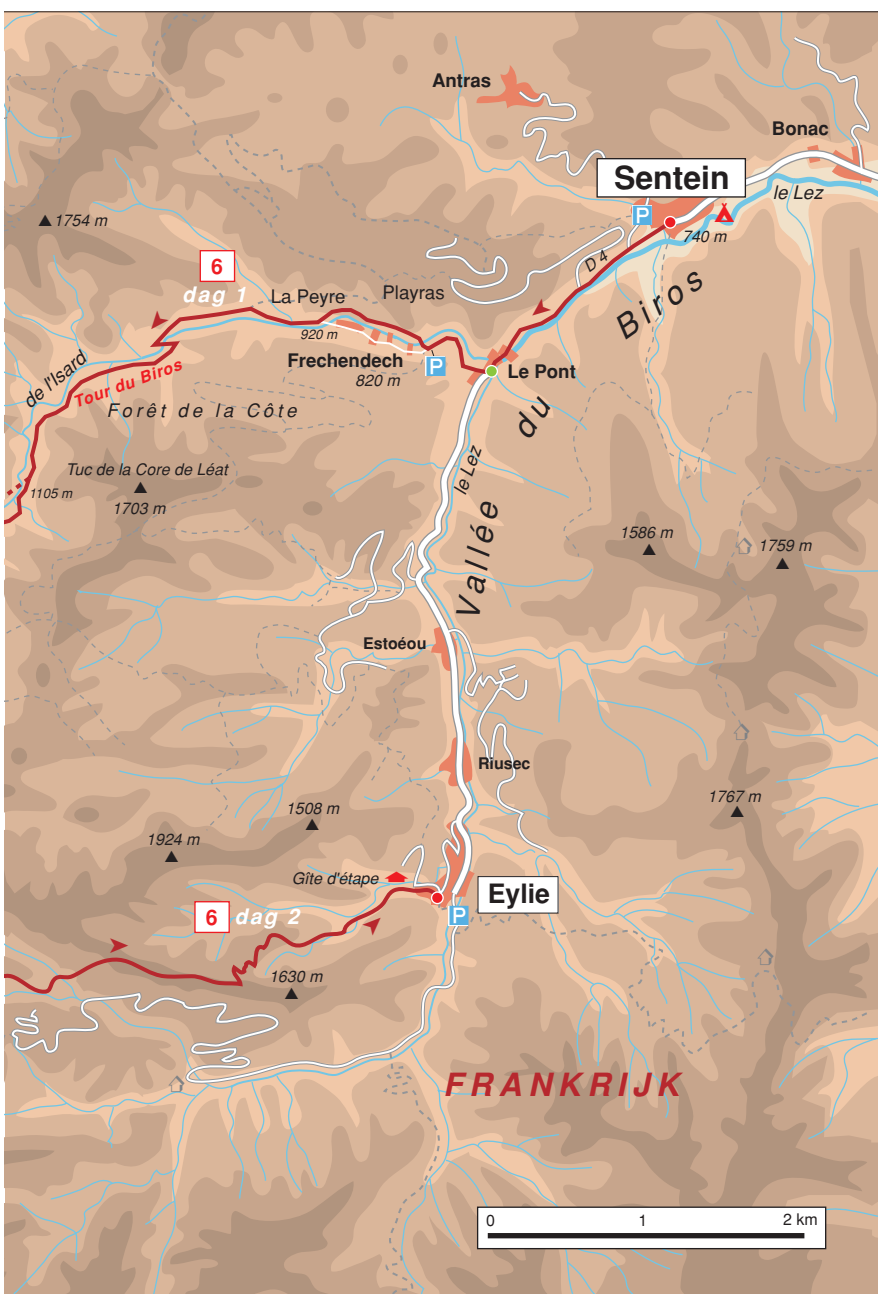 Antras
Bonac
Sentein
P
le Lez
740 m
1754 m
6
dag 1
La Peyre
Playras
D 4
Vallée du Biros
920 m
Frechendech
820 m
P
Le Pont
de l'Isard
Tour du Biros
Forêt de la Côte
le Lez
Tuc de la Core de Léat
1703 m
1105 m
1586 m
1759 m
Estoéou
Riusec
1767 m
1508 m
1924 m
Gîte d'étape
Eylie
P
6
dag 2
1630 m
FRANKRIJK
0 1 2 km